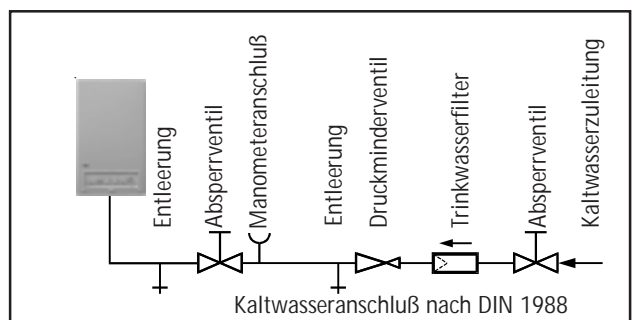 Entleerung
Absperrventil
Manometeranschluß
Entleerung
Druckminderventil
Trinkwasserfilter
Absperrventil
Kaltwasserzuleitung
Kaltwasseranschluß nach DIN 1988